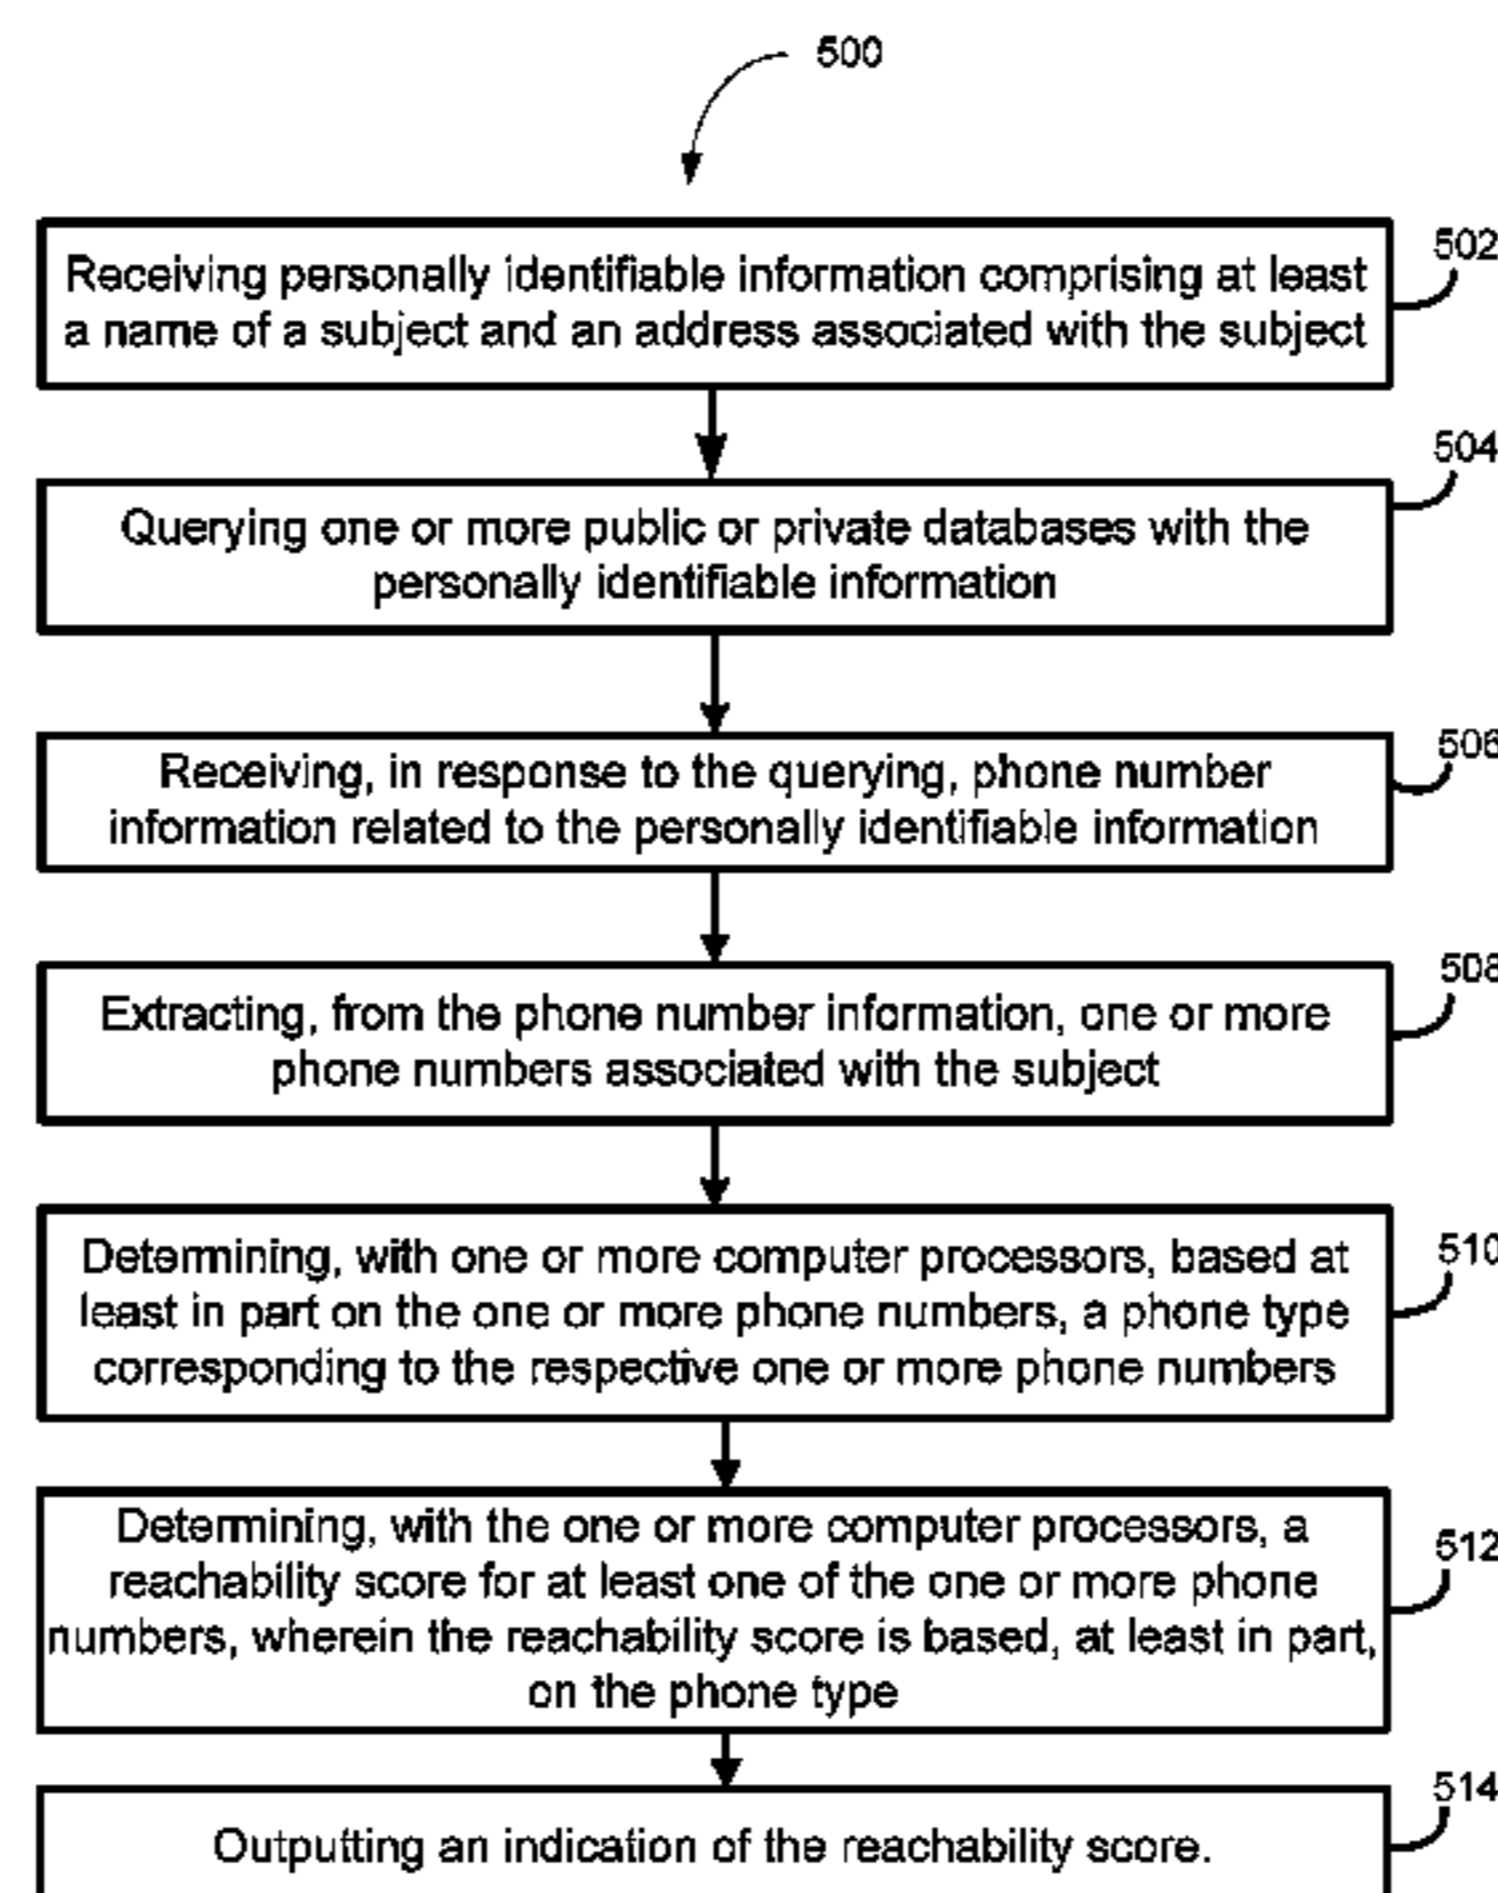 500
502
Receiving personally identifiable information comprising at least
a name of a subject and an address associated with the subject
504
Querying one or more public or private databases with the
personally identifiable information
506
Receiving, in response to the querying, phone number
information related to the personally identifiable information
508
Extracting, from the phone number information, one or more
phone numbers associated with the subject
510
Determining, with one or more computer processors, based at
least in part on the one or more phone numbers, a phone type
corresponding to the respective one or more phone numbers
512
Determining, with the one or more computer processors, a
reachability score for at least one of the one or more phone
numbers, wherein the reachability score is based, at least in part,
on the phone type
514
Outputting an indication of the reachability score.